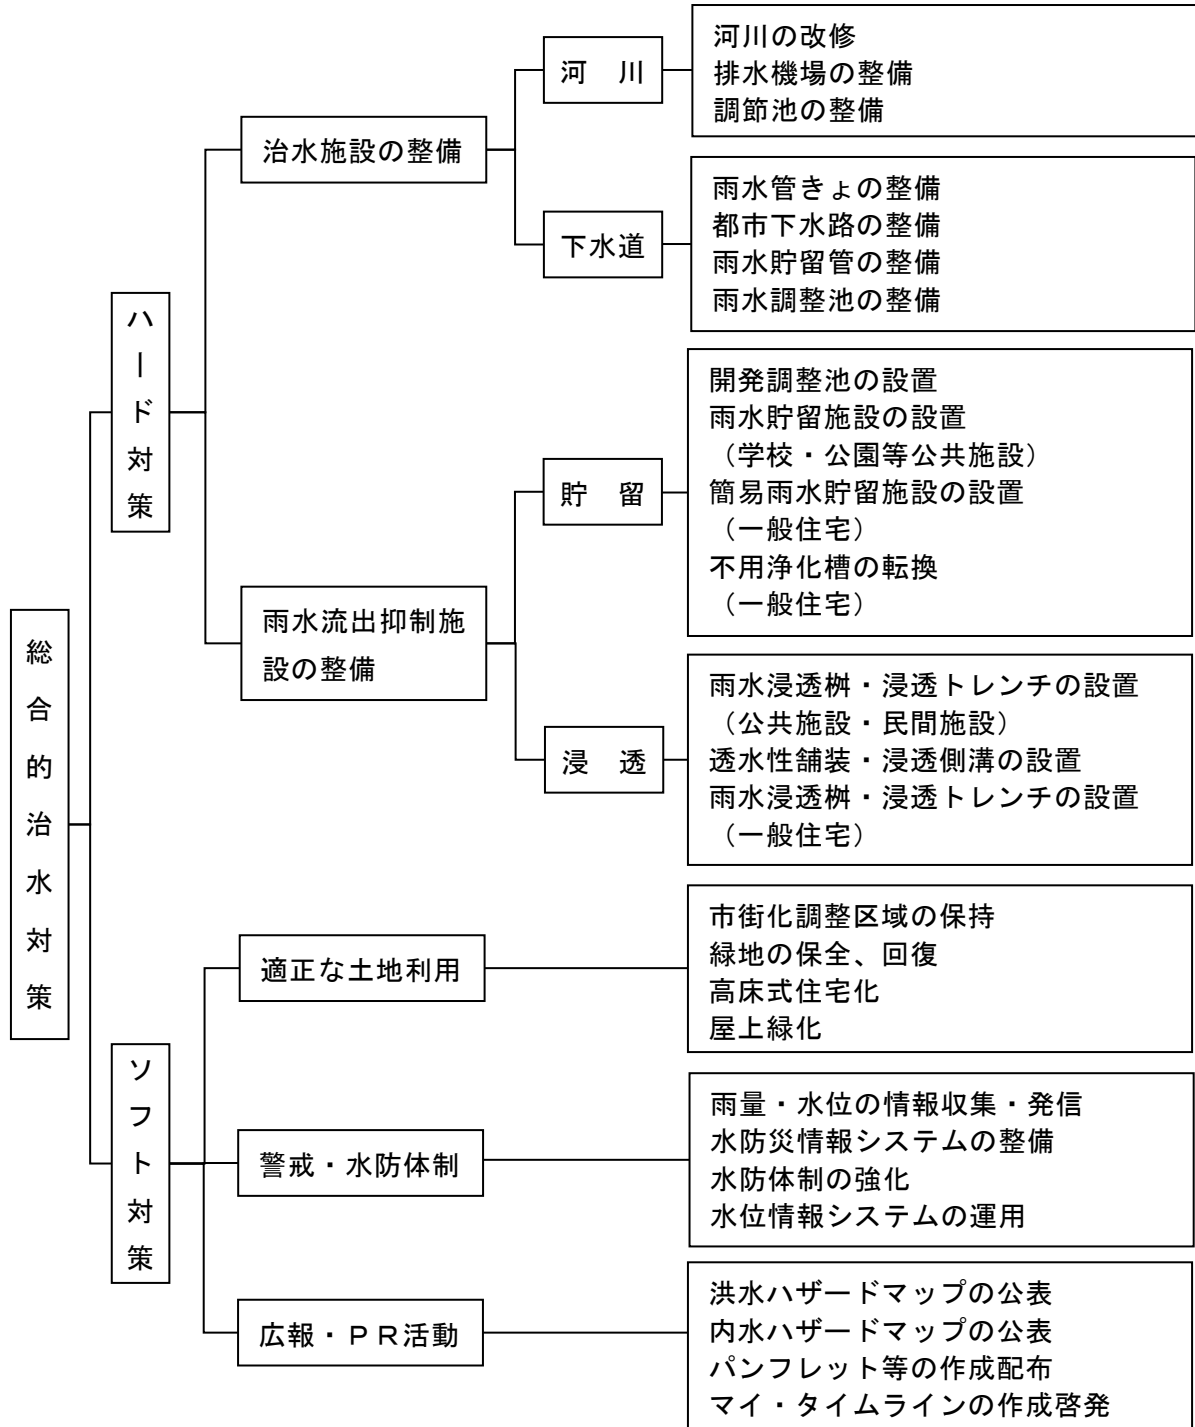 総合的治水対策
ハード対策
治水施設の整備
河　川
河川の改修
排水機場の整備
調節池の整備
下水道
雨水管きょの整備
都市下水路の整備
雨水貯留管の整備
雨水調整池の整備
雨水流出抑制施
設の整備
貯　留
開発調整池の設置
雨水貯留施設の設置
（学校・公園等公共施設）
簡易雨水貯留施設の設置
（一般住宅）
不用浄化槽の転換
（一般住宅）
浸　透
雨水浸透桝・浸透トレンチの設置
（公共施設・民間施設）
透水性舗装・浸透側溝の設置
雨水浸透桝・浸透トレンチの設置
（一般住宅）
ソフト対策
適正な土地利用
市街化調整区域の保持
緑地の保全、回復
高床式住宅化
屋上緑化
警戒・水防体制
雨量・水位の情報収集・発信
水防災情報システムの整備
水防体制の強化
水位情報システムの運用
広報・ＰＲ活動
洪水ハザードマップの公表
内水ハザードマップの公表
パンフレット等の作成配布
マイ・タイムラインの作成啓発